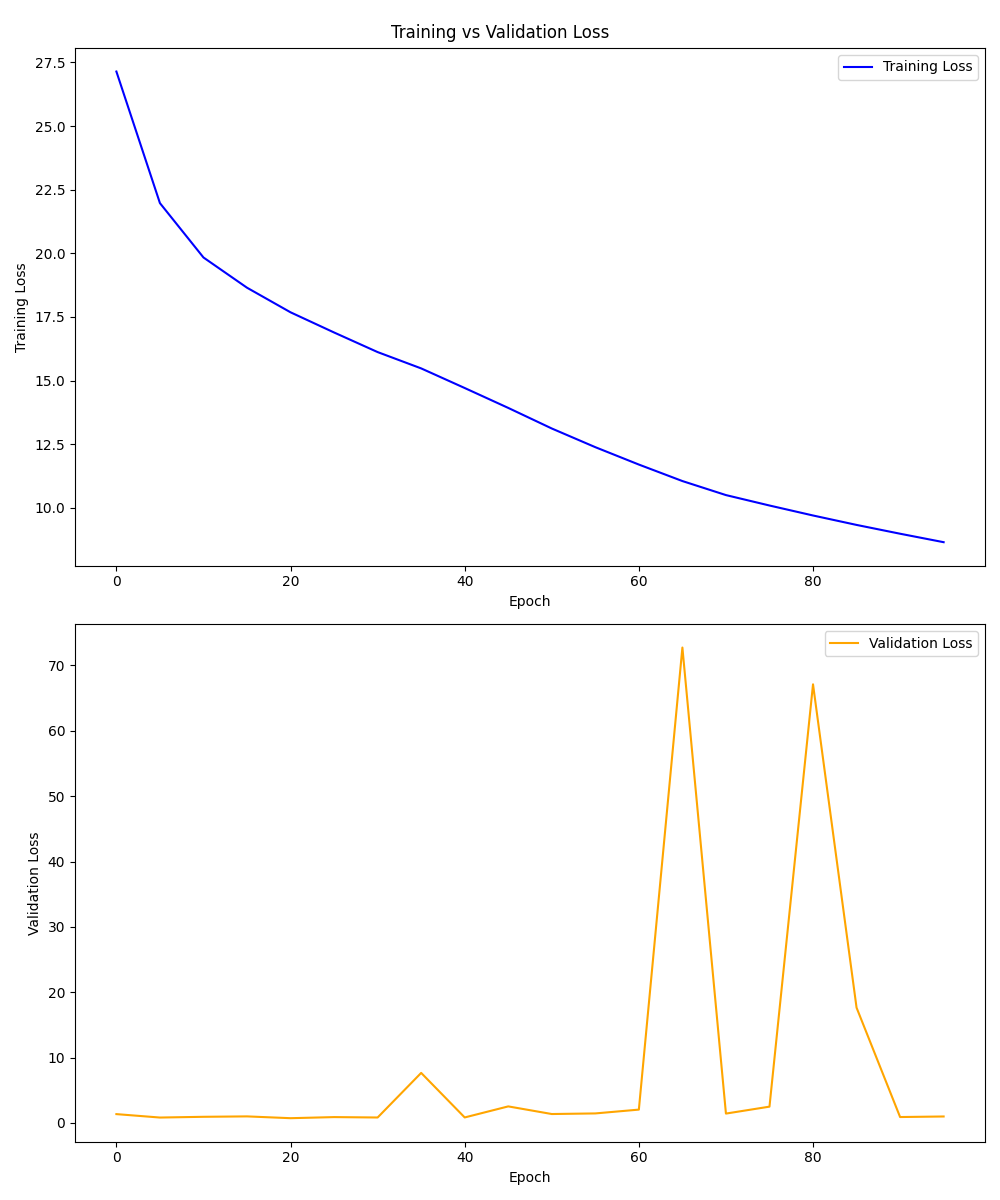 Training vs Validation Loss
Training Loss
27.5
25.0
22.5
20.0
17.5
15.0
12.5
10.0
Training Loss
0 20 40 60 80
Epoch
Validation Loss
70
60
50
40
30
20
10
0
Validation Loss
0 20 40 60 80
Epoch